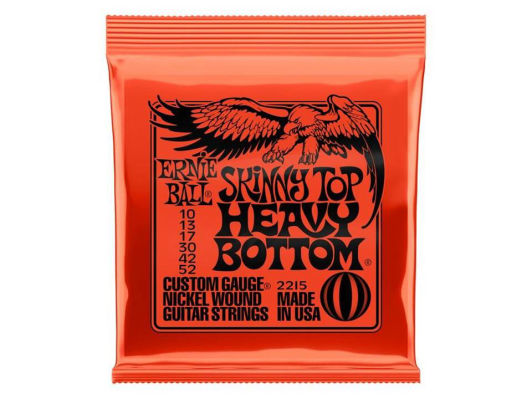 ERNIE
BALL®
SKINNY TOP
HEAVY
BOTTOM®
10
13
17
30
42
52
CUSTOM GAUGE® 2215
NICKEL WOUND MADE
GUITAR STRINGS IN USA